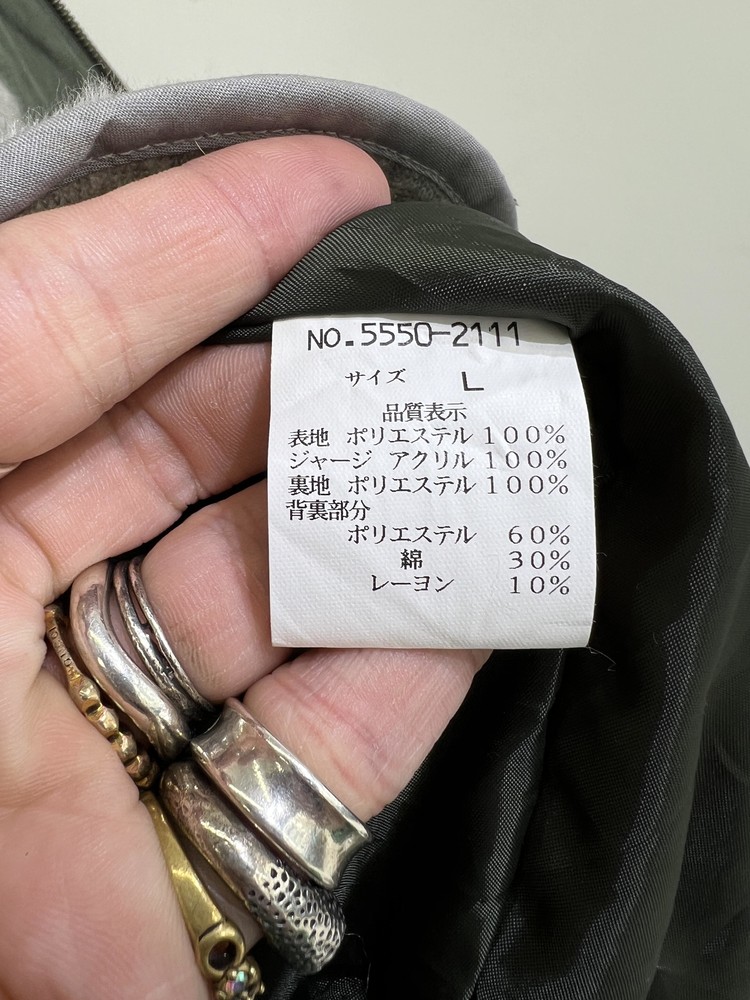 NO.5550-2111
サイズ L
品質表示
表地 ポリエステル 100%
ジャージ アクリル 100%
裏地 ポリエステル 100%
背裏部分
ポリエステル 60%
綿 30%
レーヨン 10%